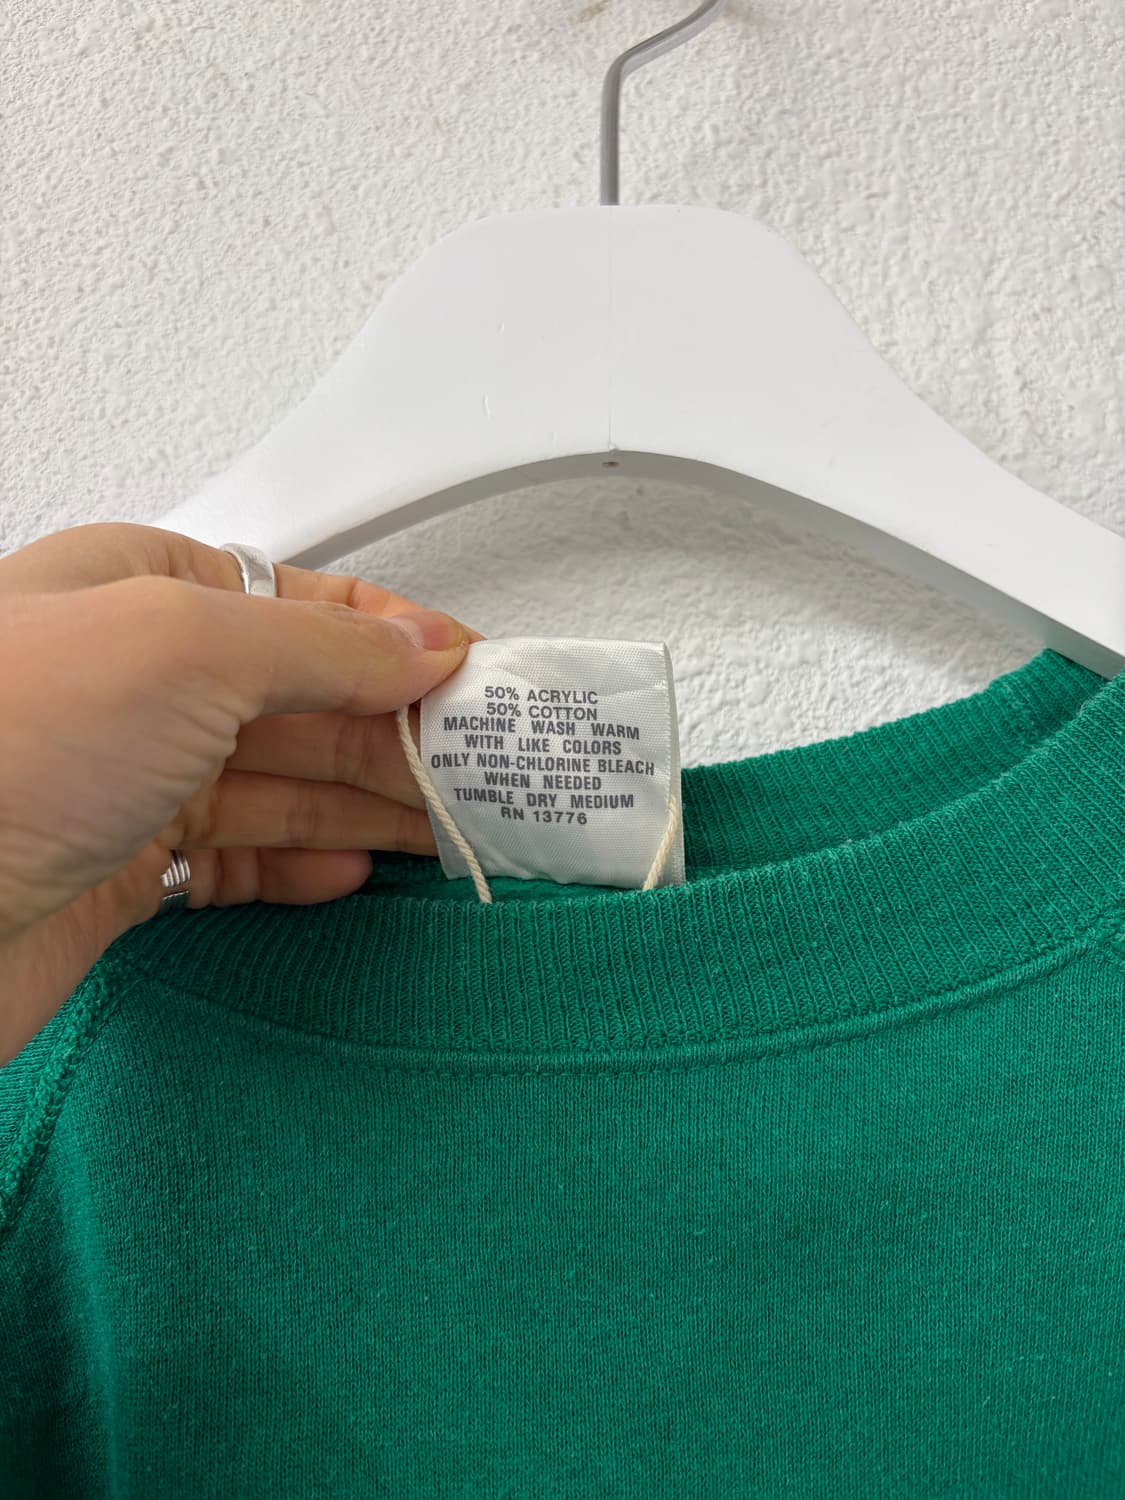 50% ACRYLIC
50% COTTON
MACHINE WASH WARM
WITH LIKE COLORS
ONLY NON-CHLORINE BLEACH
WHEN NEEDED
TUMBLE DRY MEDIUM
RN 13776